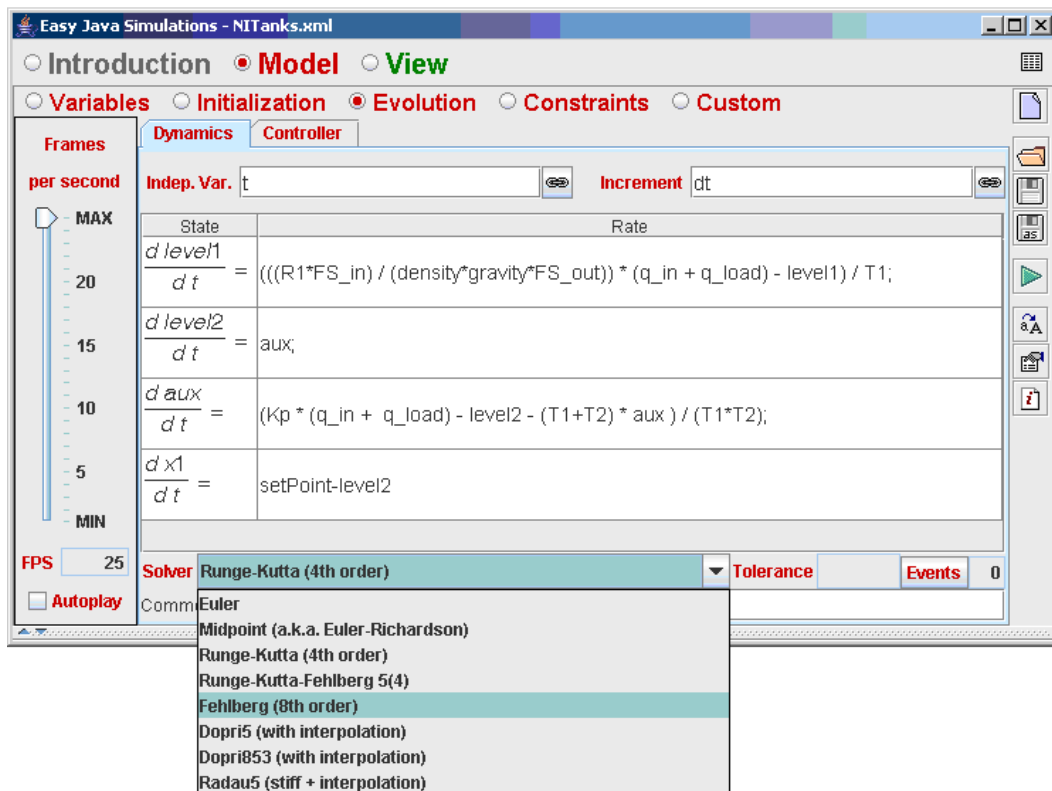 Easy Java Simulations - NITanks.xml
Introduction Model View
Variables Initialization Evolution Constraints Custom
Frames
per second
MAX
20
15
10
5
MIN
FPS 25
Autoplay
Dynamics Controller
Indep. Var. t Increment dt
State Rate
d level1
d t
= (((R1*FS_in) / (density*gravity*FS_out)) * (q_in + q_load) - level1) / T1;
d level2
d t
= aux;
d aux
d t
= (Kp * (q_in + q_load) - level2 - (T1+T2) * aux ) / (T1*T2);
d x1
d t
= setPoint-level2
Solver Runge-Kutta (4th order) Tolerance Events 0
Comm
Euler
Midpoint (a.k.a. Euler-Richardson)
Runge-Kutta (4th order)
Runge-Kutta-Fehlberg 5(4)
Fehlberg (8th order)
Dopri5 (with interpolation)
Dopri853 (with interpolation)
Radau5 (stiff + interpolation)
as
aA
i